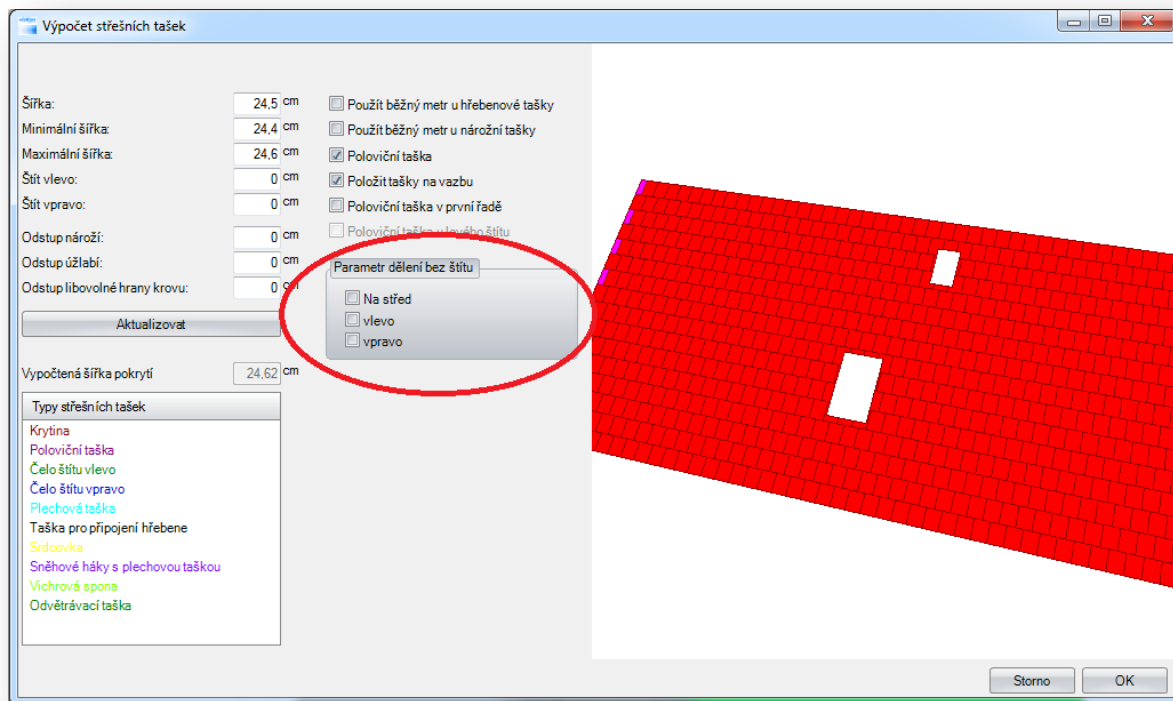 Výpočet střešních tašek
Šířka: 24,5 cm
Minimální šířka: 24,4 cm
Maximální šířka: 24,6 cm
Štít vlevo: 0 cm
Štít vpravo: 0 cm
Odstup nároží: 0 cm
Odstup úžlabí: 0 cm
Odstup libovolné hrany krovu: 0 cm
Aktualizovat
Vypočtená šířka pokrytí 24,62 cm
Typy střešních tašek
Krytina
Poloviční taška
Čelo štítu vlevo
Čelo štítu vpravo
Plechová taška
Taška pro připojení hřebene
Srdcovka
Sněhové háky s plechovou taškou
Vichrová spona
Odvětrávací taška
Použít běžný metr u hřebenové tašky
Použít běžný metr u nárožní tašky
Poloviční taška
Položit tašky na vazbu
Poloviční taška v první řadě
Poloviční taška u levého štítu
Parametr dělení bez štítu
Na střed
vlevo
vpravo
Storno
OK